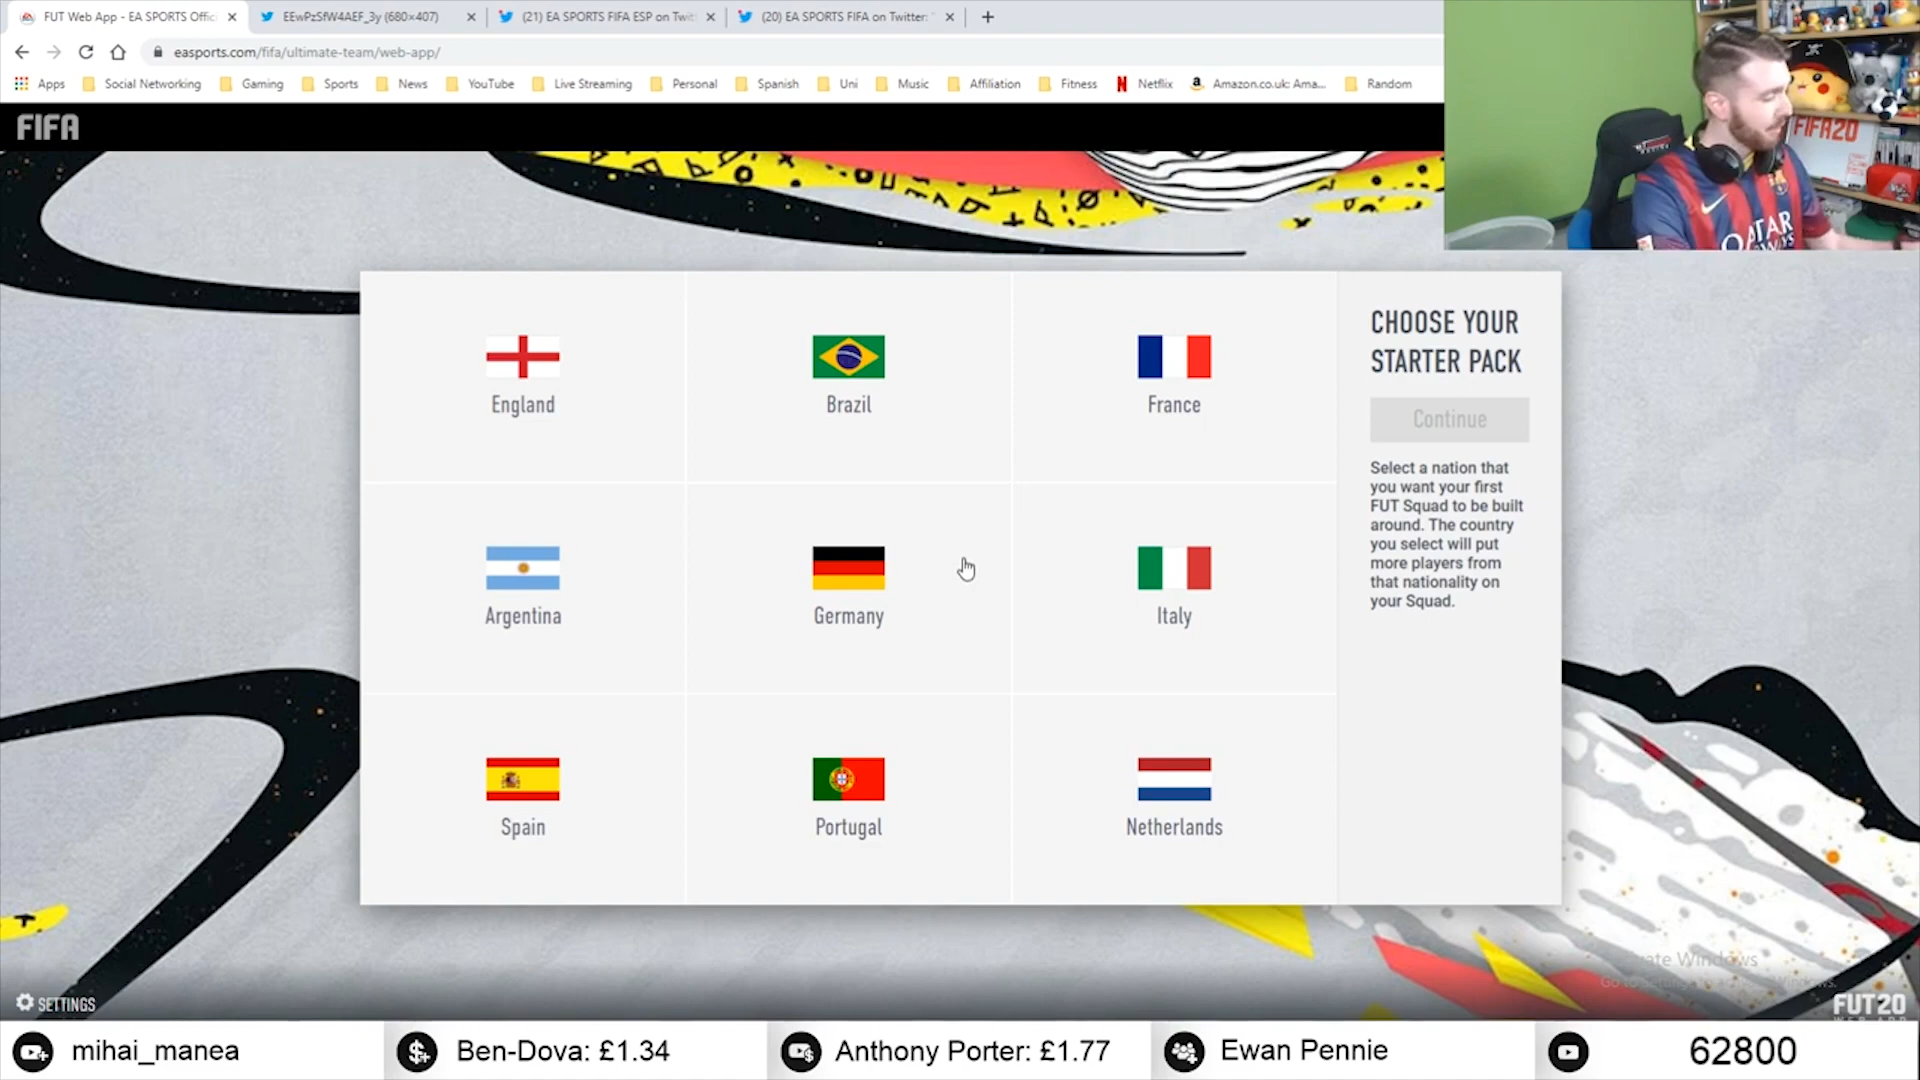 FUT Web App - EA SPORTS Offic
EEwPzSfW4AEF_3y (680×407)
(21) EA SPORTS FIFA ESP on Twit
(20) EA SPORTS FIFA on Twitter: "
easports.com/fifa/ultimate-team/web-app/
Apps
Social Networking
Gaming
Sports
News
YouTube
Live Streaming
Personal
Spanish
Uni
Music
Affiliation
Fitness
Netflix
Amazon.co.uk: Ama...
Random
FIFA
FIFA20
QATAR
England
Brazil
France
Argentina
Germany
Italy
Spain
Portugal
Netherlands
CHOOSE YOUR
STARTER PACK
Continue
Select a nation that
you want your first
FUT Squad to be built
around. The country
you select will put
more players from
that nationality on
your Squad.
SETTINGS
FUT20
WEB APP
mihai_manea
Ben-Dova: £1.34
Anthony Porter: £1.77
Ewan Pennie
62800